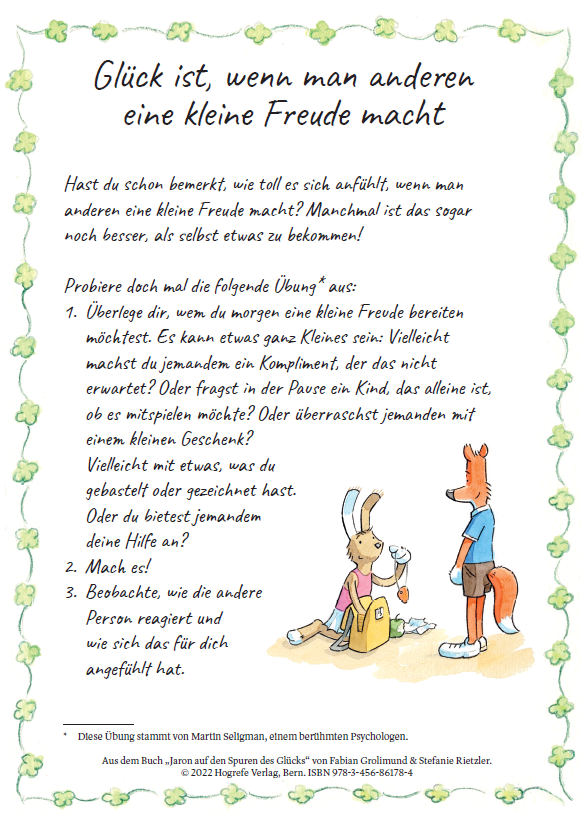 Glück ist, wenn man anderen
eine kleine Freude macht
Hast du schon bemerkt, wie toll es sich anfühlt, wenn man
anderen eine kleine Freude macht? Manchmal ist das sogar
noch besser, als selbst etwas zu bekommen!
Probiere doch mal die folgende Übung* aus:
1. Überlege dir, wem du morgen eine kleine Freude bereiten
möchtest. Es kann etwas ganz Kleines sein: Vielleicht
machst du jemandem ein Kompliment, der das nicht
erwartet? Oder fragst in der Pause ein Kind, das alleine ist,
ob es mitspielen möchte? Oder überraschst jemanden mit
einem kleinen Geschenk?
Vielleicht mit etwas, was du
gebastelt oder gezeichnet hast.
Oder du bietest jemandem
deine Hilfe an?
2. Mach es!
3. Beobachte, wie die andere
Person reagiert und
wie sich das für dich
angefühlt hat.
* Diese Übung stammt von Martin Seligman, einem berühmten Psychologen.
Aus dem Buch „Jaron auf den Spuren des Glücks“ von Fabian Grolimund & Stefanie Rietzler.
© 2022 Hogrefe Verlag, Bern. ISBN 978-3-456-86178-4